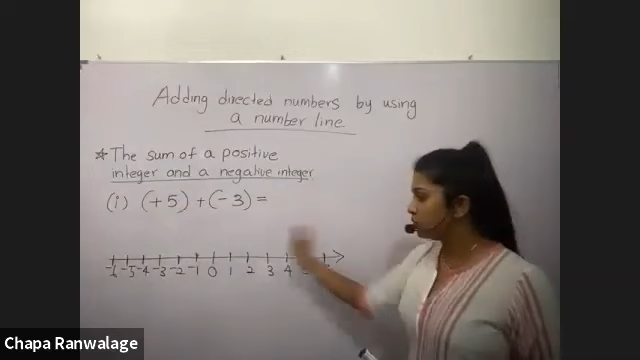 Adding directed numbers by using
a number line
* The sum of a positive
integer and a negative integer
(i) (+5) + (-3) =
-6 -5 -4 -3 -2 -1 0 1 2 3 4
Chapa Ranwalage